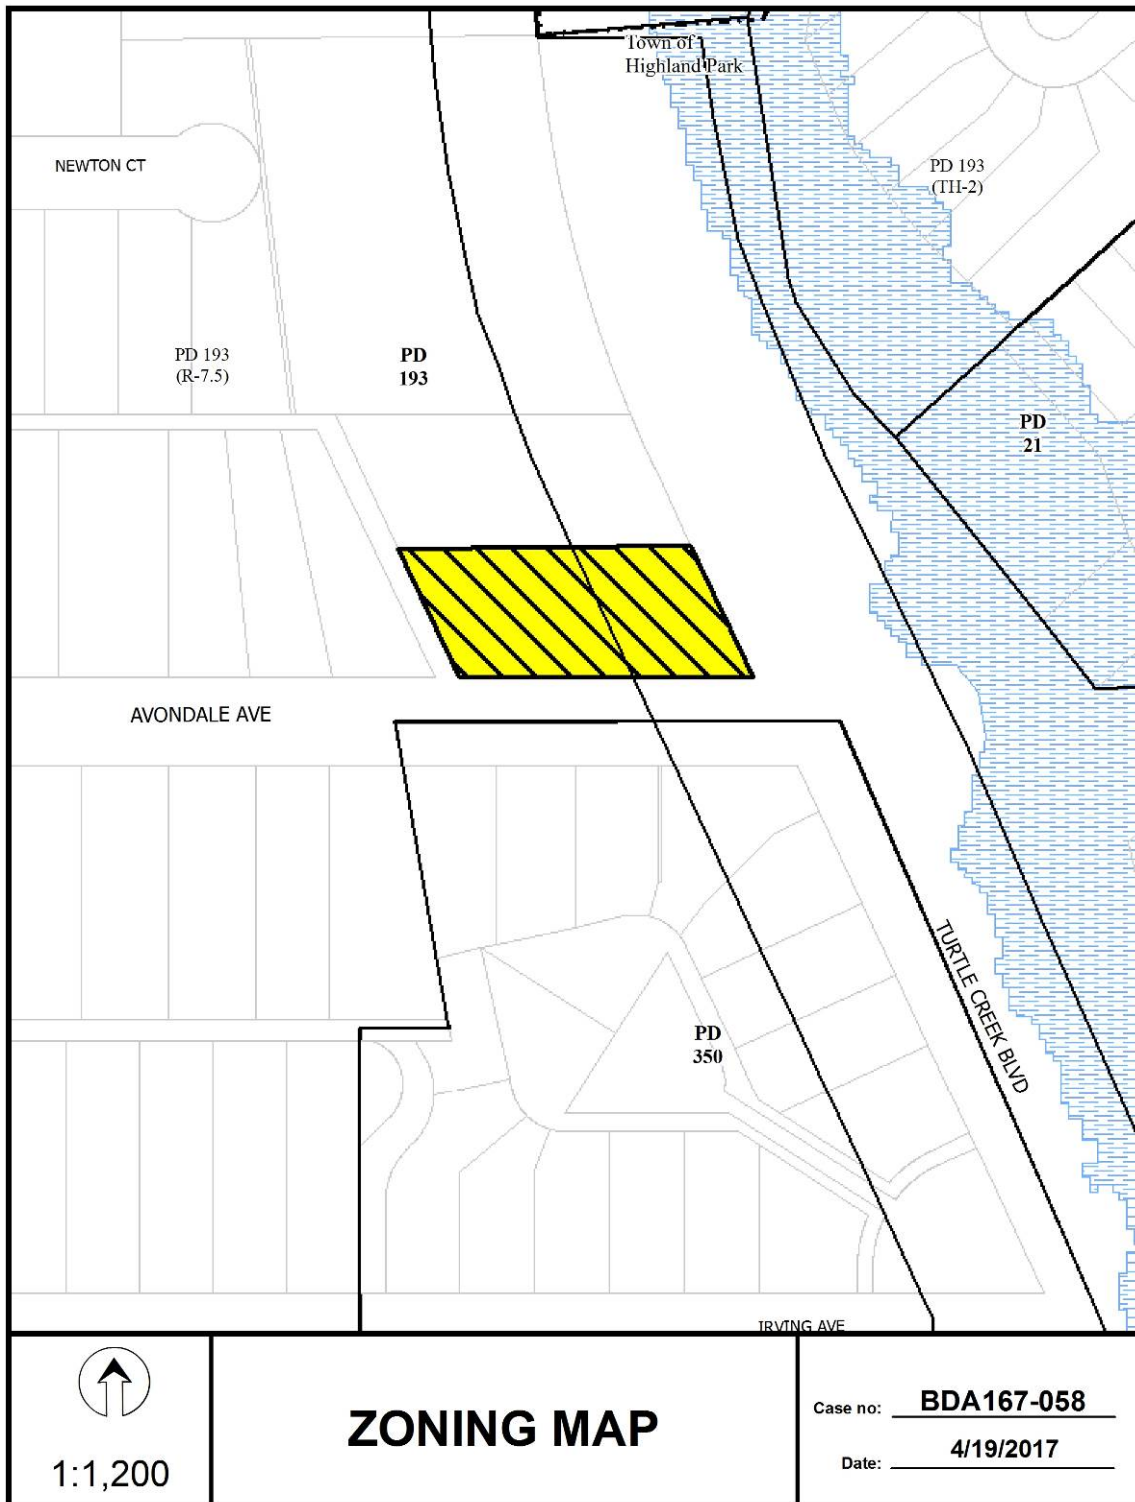 Town of
Highland Park
NEWTON CT
PD 193
(TH-2)
PD 193
(R-7.5)
PD
193
PD
21
AVONDALE AVE
TURTLE CREEK BLVD
PD
350
IRVING AVE
1:1,200
ZONING MAP
Case no: BDA167-058
Date: 4/19/2017